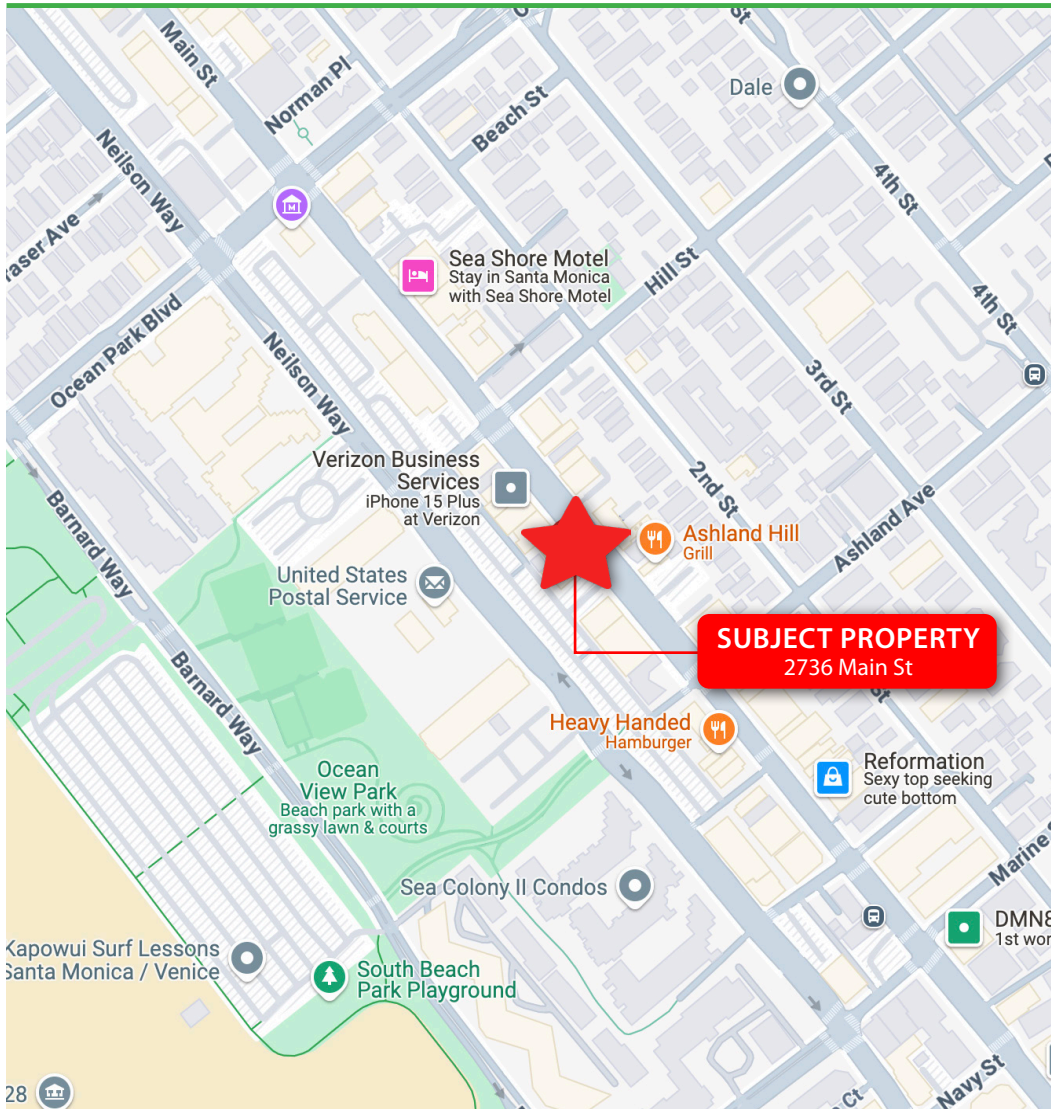 Main St
Norman Pl
Beach St
Dale
St
Neilson Way
4th St
Fraser Ave
Sea Shore Motel
Stay in Santa Monica
with Sea Shore Motel
Hill St
4th St
Ocean Park Blvd
Neilson Way
3rd St
Verizon Business
Services
iPhone 15 Plus
at Verizon
2nd St
Ashland Ave
Ashland Hill
Grill
Barnard Way
United States
Postal Service
SUBJECT PROPERTY
2736 Main St
St
Barnard Way
Heavy Handed
Hamburger
Reformation
Sexy top seeking
cute bottom
Ocean
View Park
Beach park with a
grassy lawn & courts
Marine
Sea Colony II Condos
DMN8
1st wor
Kapowui Surf Lessons
Santa Monica / Venice
South Beach
Park Playground
28
Navy St
Ct